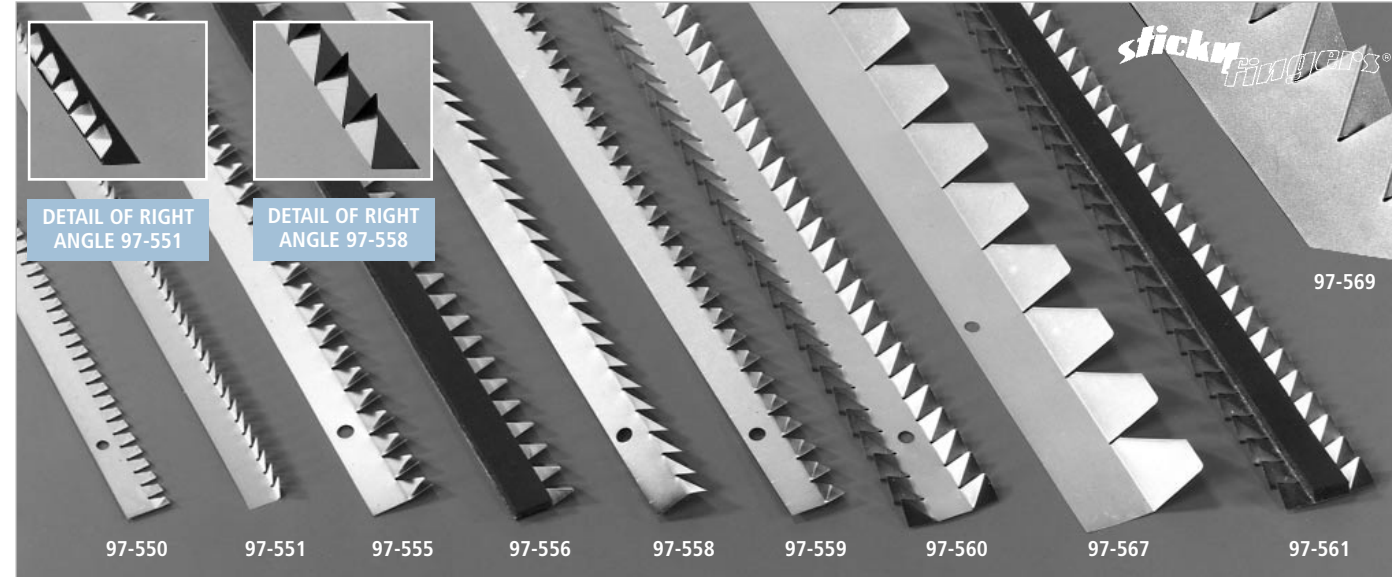 sticky
fingers®
DETAIL OF RIGHT
ANGLE 97-551
DETAIL OF RIGHT
ANGLE 97-558
97-569
97-550
97-551
97-555
97-556
97-558
97-559
97-560
97-567
97-561